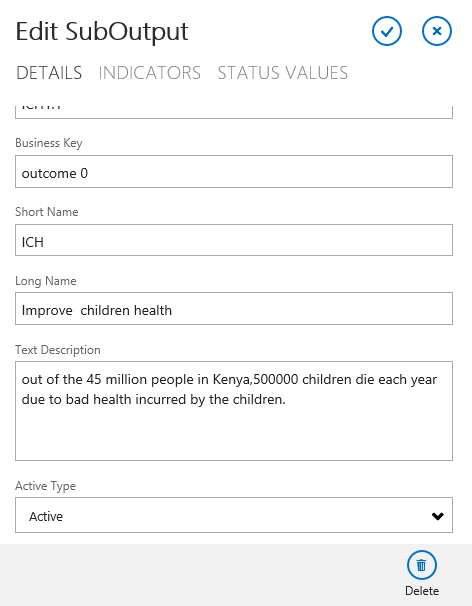 Edit SubOutput
DETAILS INDICATORS STATUS VALUES
Business Key
outcome 0
Short Name
ICH
Long Name
Improve  children health
Text Description
out of the 45 million people in Kenya,500000 children die each year
due to bad health incurred by the children.
Active Type
Active
Delete